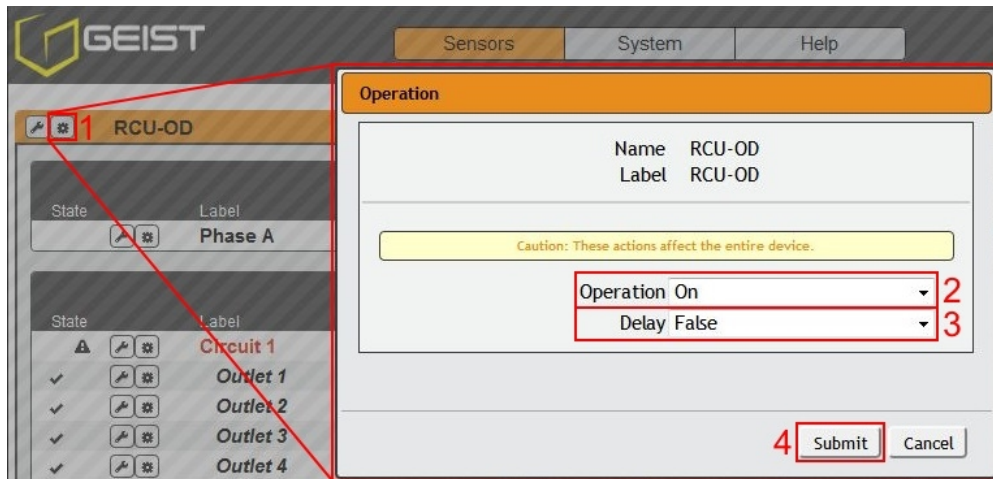 GEIST
Sensors System Help
Operation
1 RCU-OD
Name RCU-OD
Label RCU-OD
State Label
Phase A
Caution: These actions affect the entire device.
Operation On 2
Delay False 3
State Label
Circuit 1
Outlet 1
Outlet 2
Outlet 3
Outlet 4
4 Submit Cancel